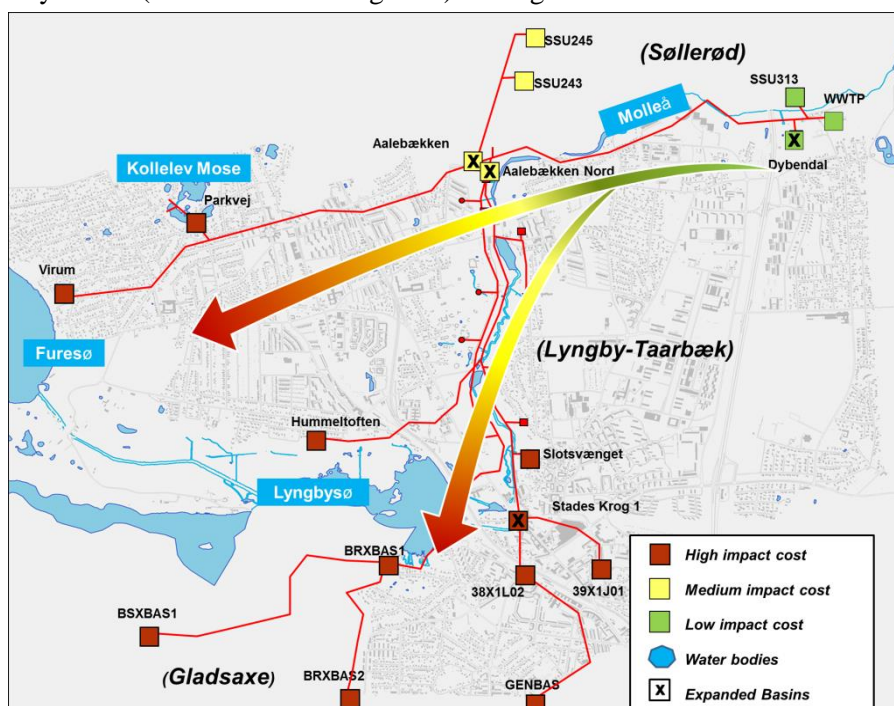 SSU245
(Søllerød)
SSU243
SSU313
WWTP
Molleå
Aalebækken
Aalebækken Nord
Dybendal
Kollelev Mose
Parkvej
Virum
Furesø
(Lyngby-Taarbæk)
Hummeltoften
Slotsvænget
Lyngbysø
Stades Krog 1
BRXBAS1
38X1L02
39X1J01
BSXBAS1
(Gladsaxe)
BRXBAS2
GENBAS
High impact cost
Medium impact cost
Low impact cost
Water bodies
X Expanded Basins